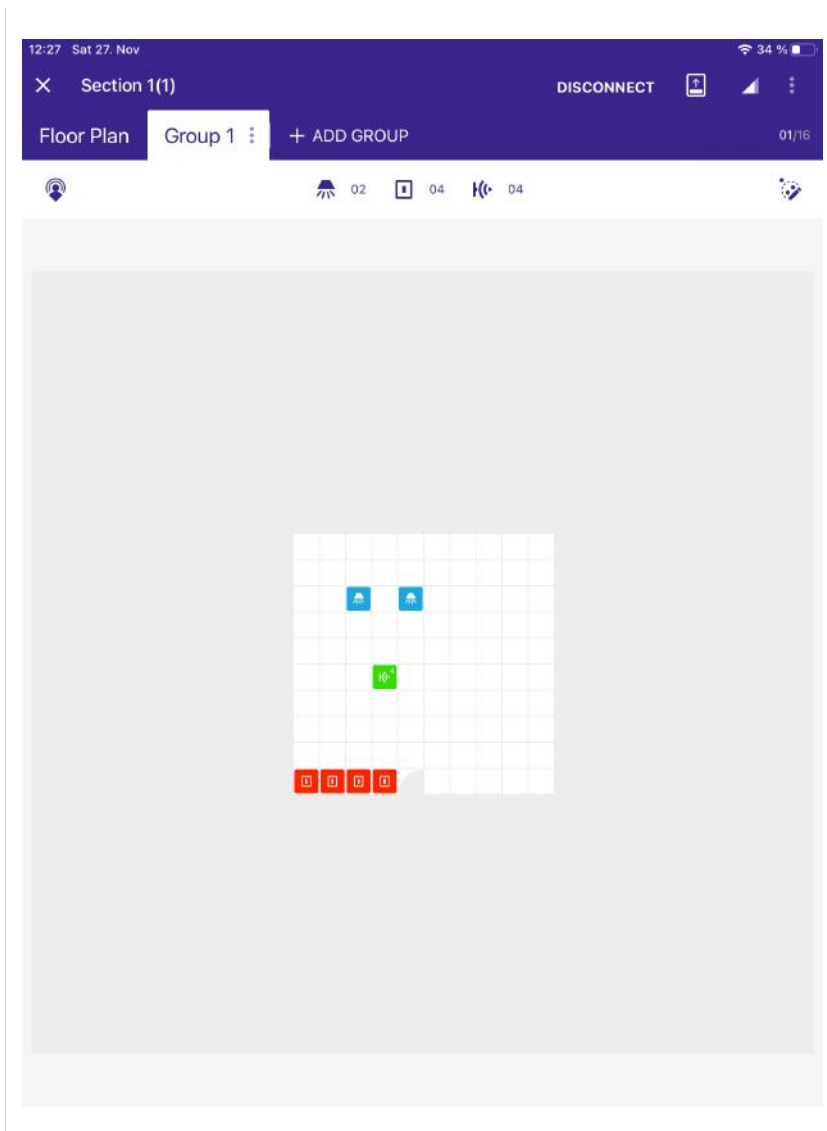 12:27 Sat 27. Nov 34 %
Section 1(1) DISCONNECT
Floor Plan Group 1 + ADD GROUP 01/16
02 04 04
4